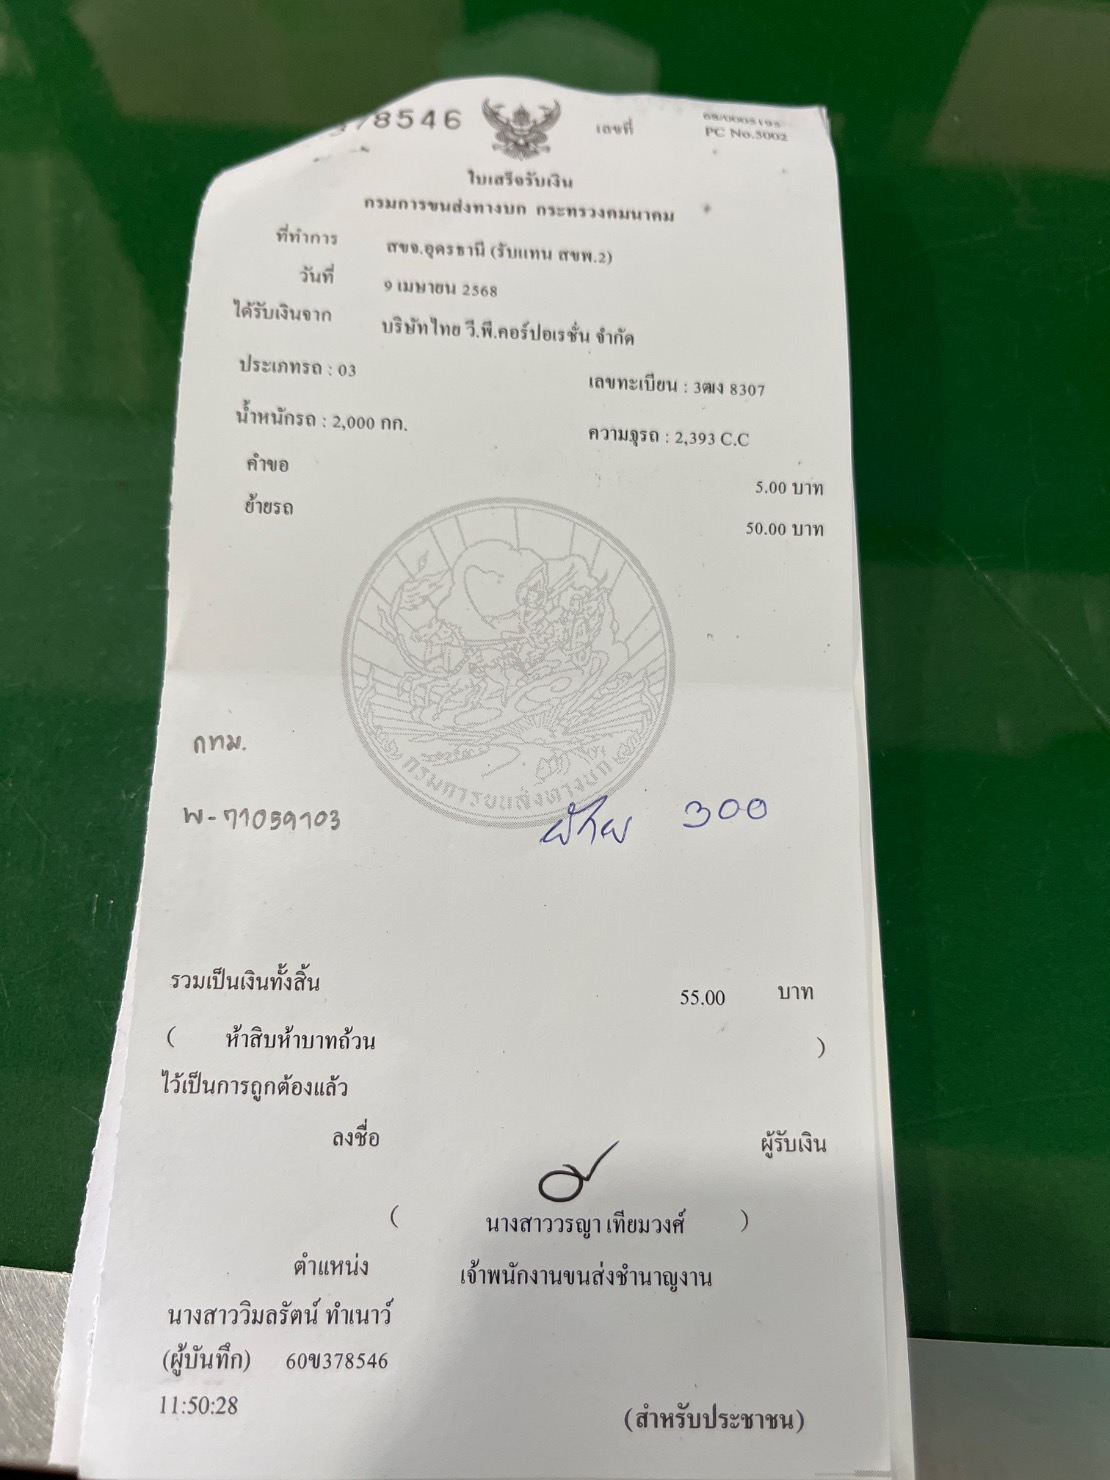 78546
เลขที่
PC No.5002
ใบเสร็จรับเงิน
กรมการขนส่งทางบก กระทรวงคมนาคม
ที่ทำการ สขจ.อุดรธานี (รับแทน สขพ.2)
วันที่ 9 เมษายน 2568
ได้รับเงินจาก บริษัทไทย วี.พี.คอร์ปอเรชั่น จำกัด
ประเภทรถ : 03 เลขทะเบียน : 3ฒง 8307
น้ำหนักรถ : 2,000 กก. ความจุรถ : 2,393 C.C
คำขอ 5.00 บาท
ย้ายรถ 50.00 บาท
กรมการขนส่งทางบก
กทม.
พ-71059103
300
รวมเป็นเงินทั้งสิ้น 55.00 บาท
( ห้าสิบห้าบาทถ้วน )
ไว้เป็นการถูกต้องแล้ว
ลงชื่อ ผู้รับเงิน
( นางสาววรญา เทียมวงศ์ )
ตำแหน่ง เจ้าพนักงานขนส่งชำนาญงาน
นางสาววิมลรัตน์ ทำเนาว์
(ผู้บันทึก) 60ข378546
11:50:28
(สำหรับประชาชน)